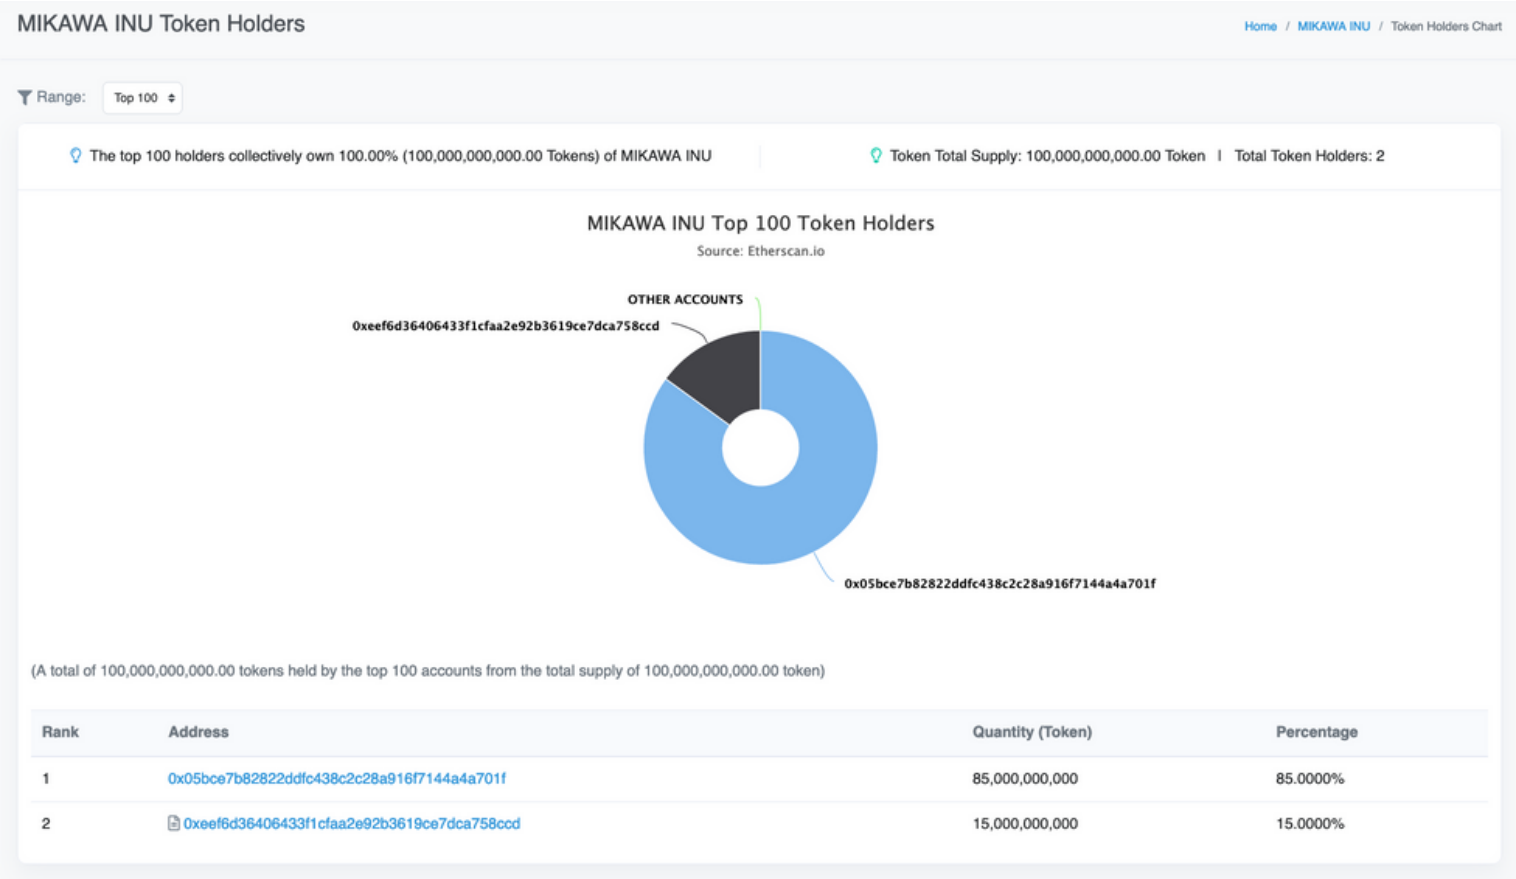 MIKAWA INU Token Holders
Home / MIKAWA INU / Token Holders Chart
Range: Top 100
The top 100 holders collectively own 100.00% (100,000,000,000.00 Tokens) of MIKAWA INU
Token Total Supply: 100,000,000,000.00 Token | Total Token Holders: 2
MIKAWA INU Top 100 Token Holders
Source: Etherscan.io
OTHER ACCOUNTS
0xeef6d36406433f1cfaa2e92b3619ce7dca758ccd
0x05bce7b82822ddfc438c2c28a916f7144a4a701f
(A total of 100,000,000,000.00 tokens held by the top 100 accounts from the total supply of 100,000,000,000.00 token)
Rank Address Quantity (Token) Percentage
1 0x05bce7b82822ddfc438c2c28a916f7144a4a701f 85,000,000,000 85.0000%
2 0xeef6d36406433f1cfaa2e92b3619ce7dca758ccd 15,000,000,000 15.0000%